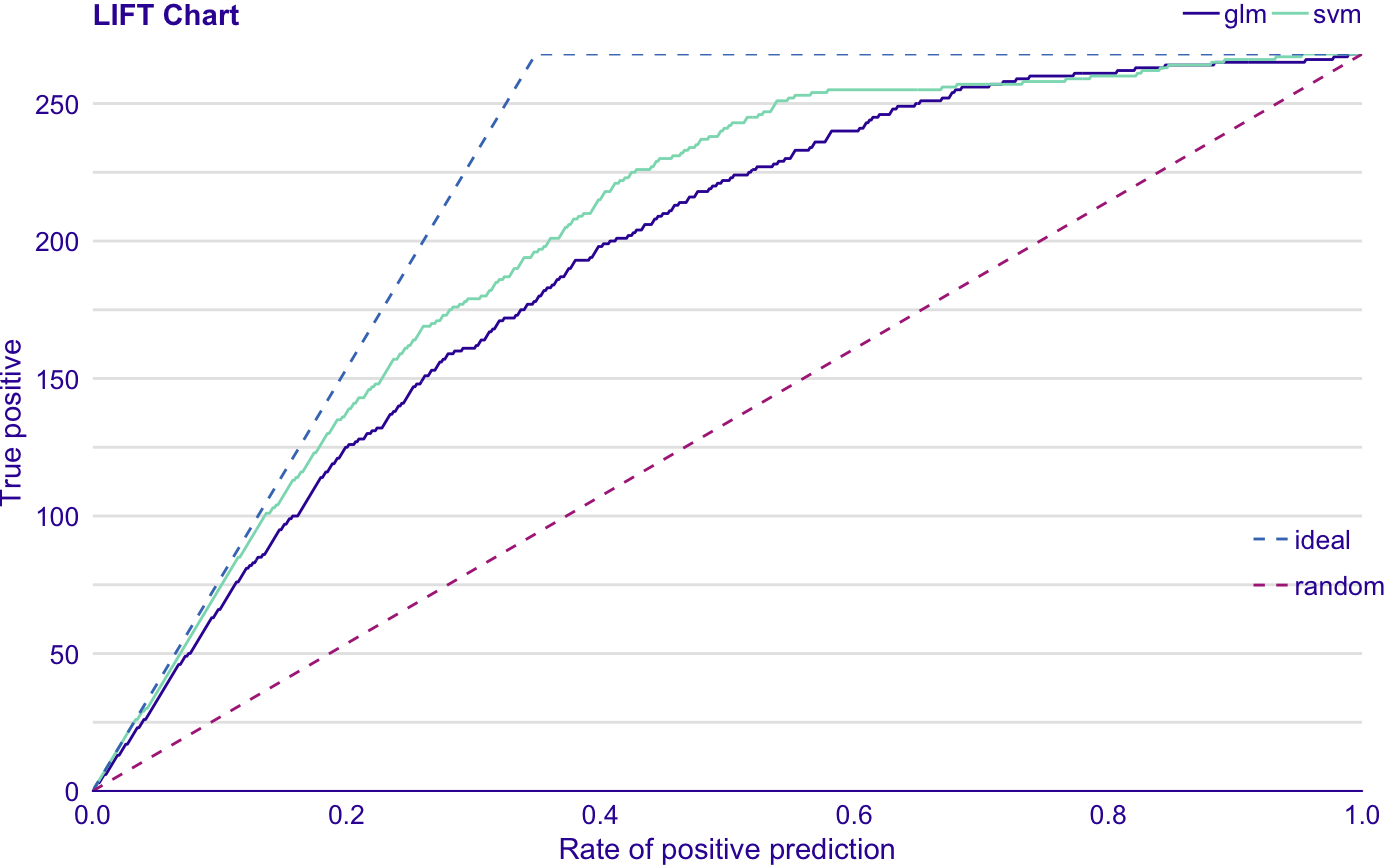 LIFT Chart
glm svm
250
200
150
100
50
0
True positive
ideal
random
0.0 0.2 0.4 0.6 0.8 1.0
Rate of positive prediction